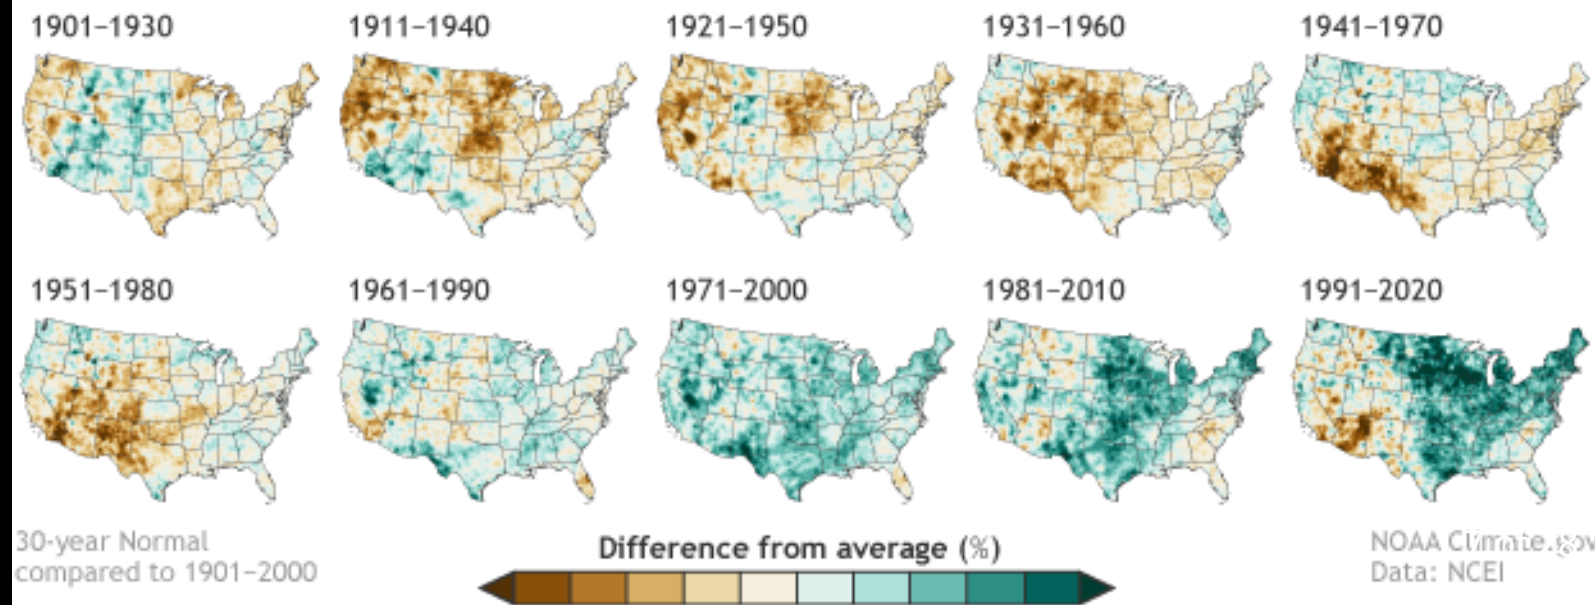 1901–1930 1911–1940 1921–1950 1931–1960 1941–1970
1951–1980 1961–1990 1971–2000 1981–2010 1991–2020
30-year Normal
compared to 1901–2000
Difference from average (%)
NOAA Climate.gov
Data: NCEI